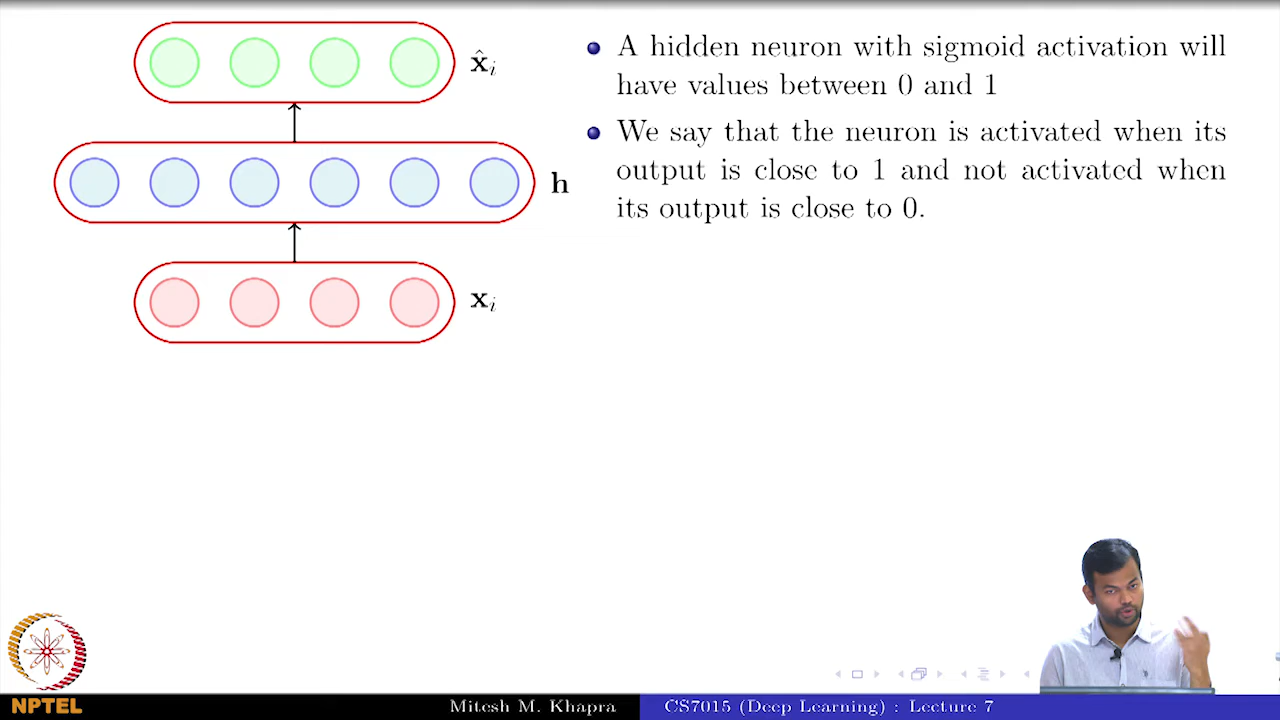 x̂ᵢ
h
xᵢ
A hidden neuron with sigmoid activation will
have values between 0 and 1
We say that the neuron is activated when its
output is close to 1 and not activated when
its output is close to 0.
NPTEL
Mitesh M. Khapra
CS7015 (Deep Learning) : Lecture 7